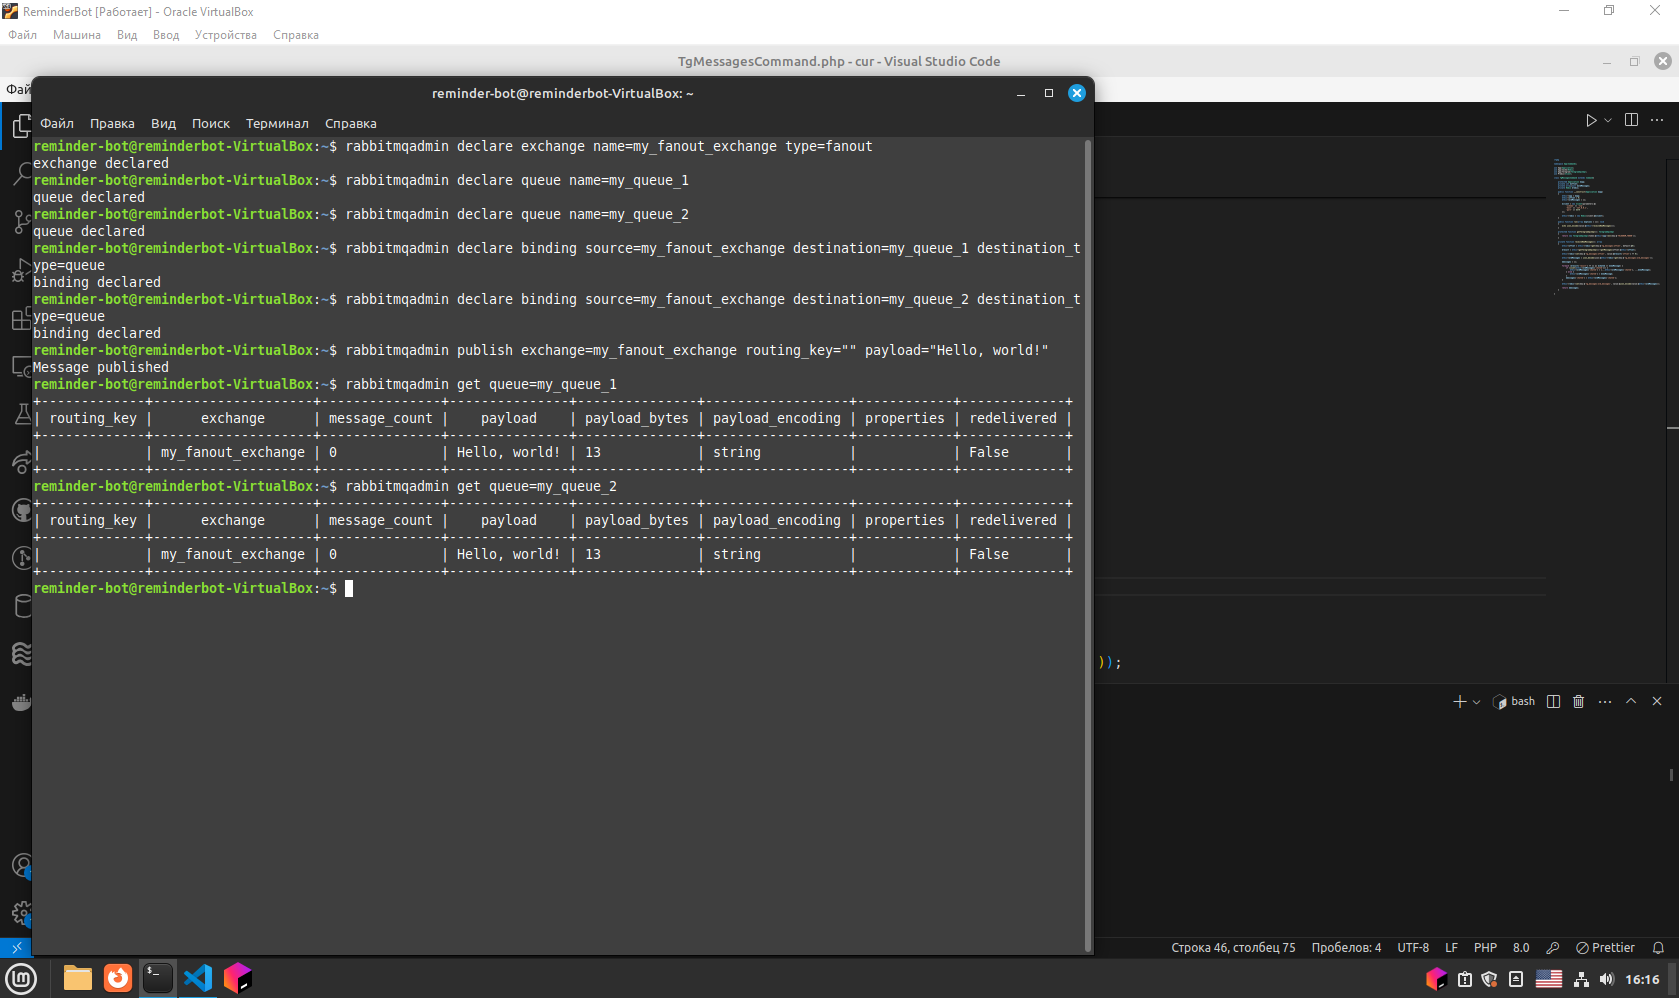 ReminderBot [Работает] - Oracle VirtualBox
Файл Машина Вид Ввод Устройства Справка
TgMessagesCommand.php - cur - Visual Studio Code
Фай
reminder-bot@reminderbot-VirtualBox: ~
Файл Правка Вид Поиск Терминал Справка
reminder-bot@reminderbot-VirtualBox:~$ rabbitmqadmin declare exchange name=my_fanout_exchange type=fanout
exchange declared
reminder-bot@reminderbot-VirtualBox:~$ rabbitmqadmin declare queue name=my_queue_1
queue declared
reminder-bot@reminderbot-VirtualBox:~$ rabbitmqadmin declare queue name=my_queue_2
queue declared
reminder-bot@reminderbot-VirtualBox:~$ rabbitmqadmin declare binding source=my_fanout_exchange destination=my_queue_1 destination_t
ype=queue
binding declared
reminder-bot@reminderbot-VirtualBox:~$ rabbitmqadmin declare binding source=my_fanout_exchange destination=my_queue_2 destination_t
ype=queue
binding declared
reminder-bot@reminderbot-VirtualBox:~$ rabbitmqadmin publish exchange=my_fanout_exchange routing_key="" payload="Hello, world!"
Message published
reminder-bot@reminderbot-VirtualBox:~$ rabbitmqadmin get queue=my_queue_1
+-------------+--------------------+---------------+---------------+---------------+------------------+------------+-------------+
| routing_key | exchange | message_count | payload | payload_bytes | payload_encoding | properties | redelivered |
+-------------+--------------------+---------------+---------------+---------------+------------------+------------+-------------+
| | my_fanout_exchange | 0 | Hello, world! | 13 | string | | False |
+-------------+--------------------+---------------+---------------+---------------+------------------+------------+-------------+
reminder-bot@reminderbot-VirtualBox:~$ rabbitmqadmin get queue=my_queue_2
+-------------+--------------------+---------------+---------------+---------------+------------------+------------+-------------+
| routing_key | exchange | message_count | payload | payload_bytes | payload_encoding | properties | redelivered |
+-------------+--------------------+---------------+---------------+---------------+------------------+------------+-------------+
| | my_fanout_exchange | 0 | Hello, world! | 13 | string | | False |
+-------------+--------------------+---------------+---------------+---------------+------------------+------------+-------------+
reminder-bot@reminderbot-VirtualBox:~$
));
bash
Строка 46, столбец 75 Пробелов: 4 UTF-8 LF PHP 8.0 Prettier
16:16